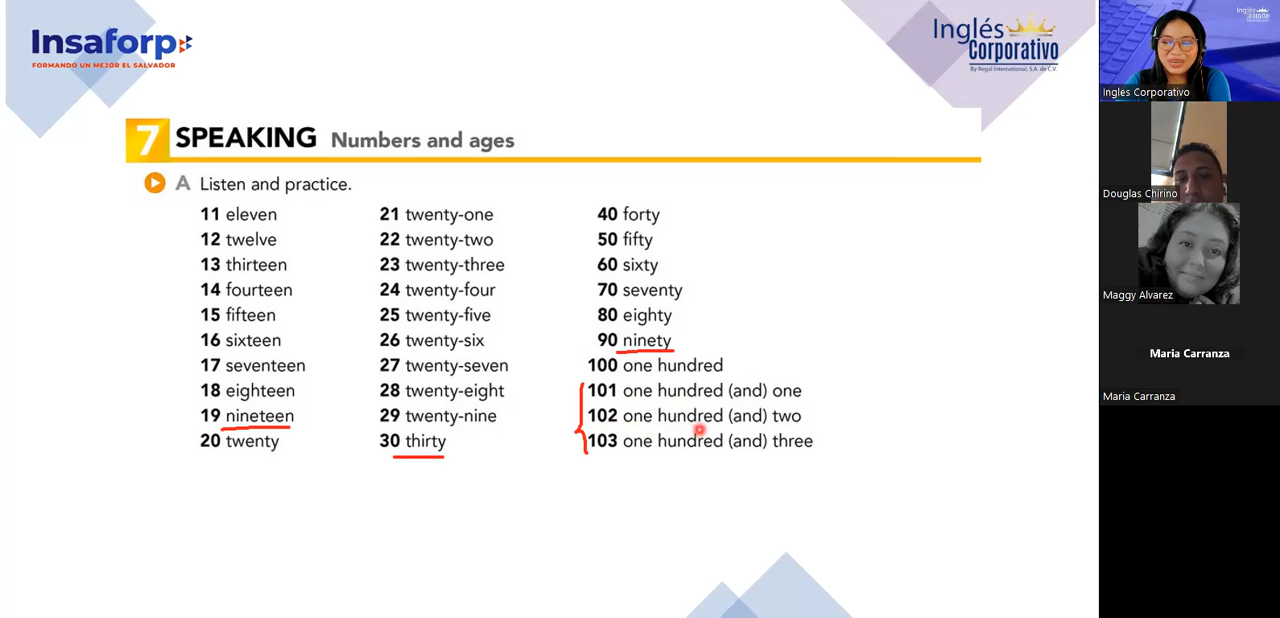 Insaforp
FORMANDO UN MEJOR EL SALVADOR
Inglés
Corporativo
By Regal International, S.A. de C.V.
7 SPEAKING Numbers and ages
A Listen and practice.
11 eleven
12 twelve
13 thirteen
14 fourteen
15 fifteen
16 sixteen
17 seventeen
18 eighteen
19 nineteen
20 twenty
21 twenty-one
22 twenty-two
23 twenty-three
24 twenty-four
25 twenty-five
26 twenty-six
27 twenty-seven
28 twenty-eight
29 twenty-nine
30 thirty
40 forty
50 fifty
60 sixty
70 seventy
80 eighty
90 ninety
100 one hundred
101 one hundred (and) one
102 one hundred (and) two
103 one hundred (and) three
Inglés
Corporativo
Ingles Corporativo
Douglas Chirino
Maggy Alvarez
Maria Carranza
Maria Carranza